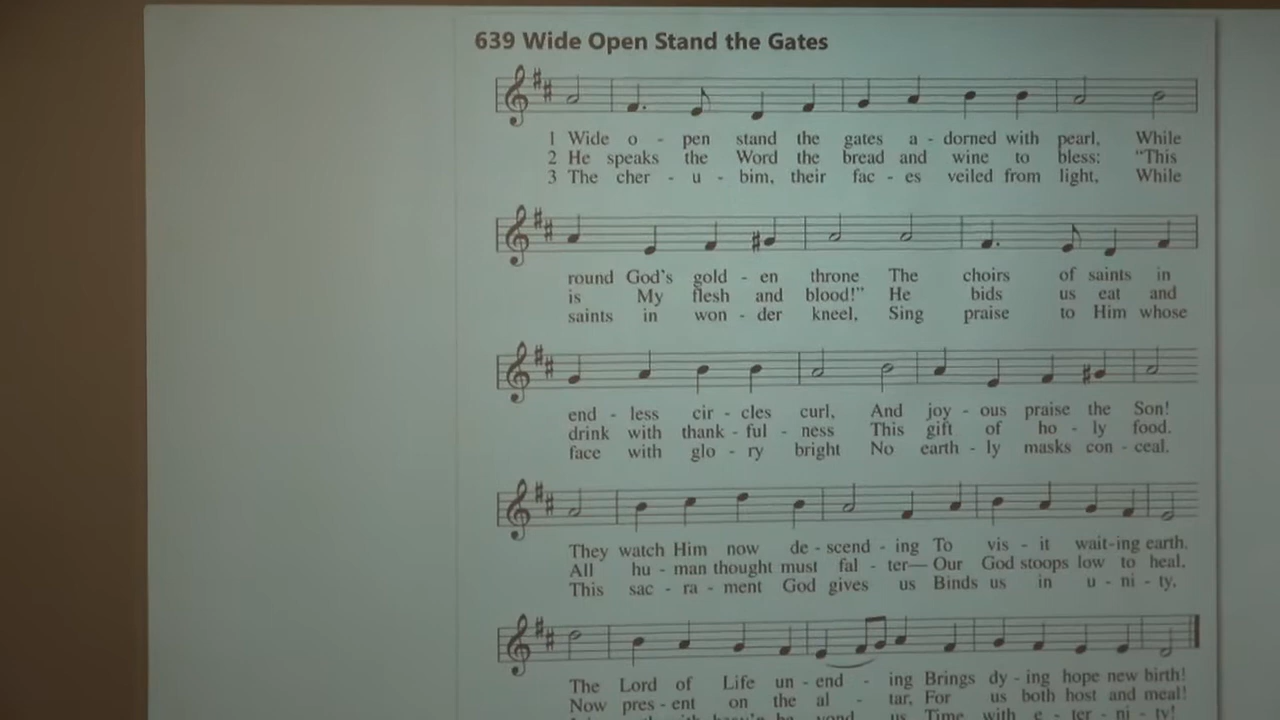 639 Wide Open Stand the Gates
1 Wide o - pen stand the gates a - dorned with pearl, While
2 He speaks the Word the bread and wine to bless: "This
3 The cher - u - bim, their fac - es veiled from light, While
round God's gold - en throne The choirs of saints in
is My flesh and blood!" He bids us eat and
saints in won - der kneel, Sing praise to Him whose
end - less cir - cles curl, And joy - ous praise the Son!
drink with thank - ful - ness This gift of ho - ly food.
face with glo - ry bright No earth - ly masks con - ceal.
They watch Him now de - scend - ing To vis - it wait-ing earth.
All hu - man thought must fal - ter— Our God stoops low to heal,
This sac - ra - ment God gives us Binds us in u - ni - ty,
The Lord of Life un - end - ing Brings dy - ing hope new birth!
Now pres - ent on the al - tar, For us both host and meal!
us Time with e - ter - ni - ty!